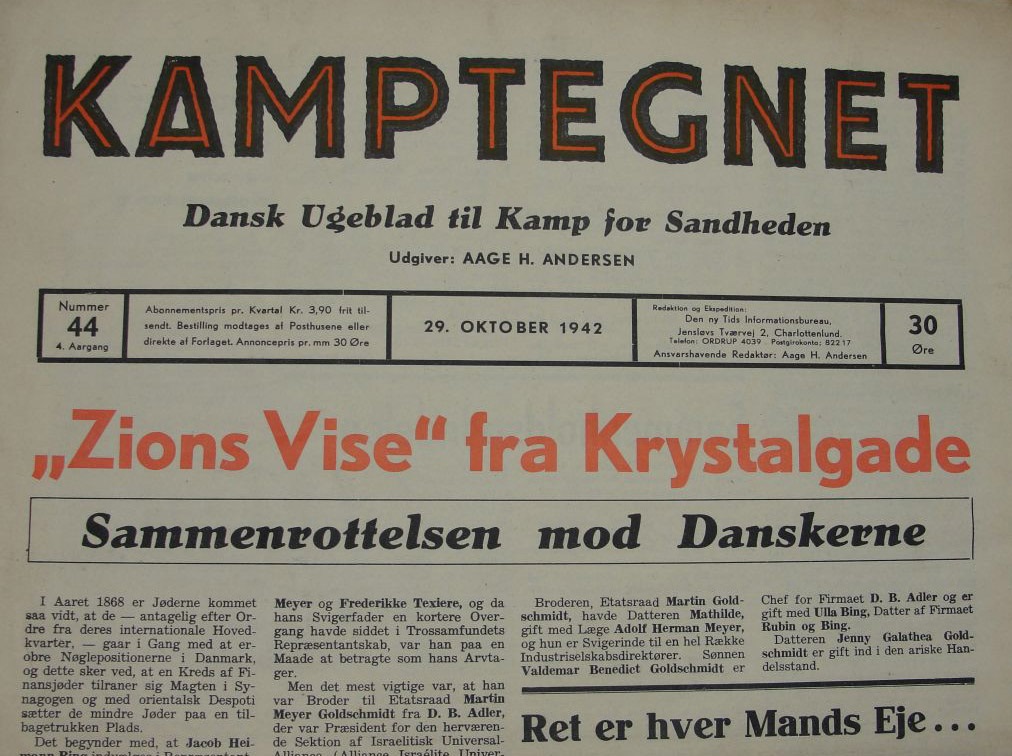 KAMPTEGNET
Dansk Ugeblad til Kamp for Sandheden
Udgiver: AAGE H. ANDERSEN
Nummer
44
4. Aargang
Abonnementspris pr. Kvartal Kr. 3,90 frit til-
sendt. Bestilling modtages af Posthusene eller
direkte af Forlaget. Annoncepris pr. mm 30 Øre
29. OKTOBER 1942
Redaktion og Ekspedition:
Den ny Tids Informationsbureau,
Jensløvs Tværvej 2, Charlottenlund.
Telefon: ORDRUP 4039 Postgirokonto: 82217
Ansvarshavende Redaktør: Aage H. Andersen
30
Øre
„Zions Vise“ fra Krystalgade
Sammenrottelsen mod Danskerne
I Aaret 1868 er Jøderne kommet
saa vidt, at de — antagelig efter Or-
dre fra deres internationale Hoved-
kvarter, — gaar i Gang med at er-
obre Nøglepositionerne i Danmark,
og dette sker ved, at en Kreds af Fi-
nansjøder tilraner sig Magten i Sy-
nagogen og med orientalsk Despoti
sætter de mindre Jøder paa en til-
bagetrukken Plads.
Det begynder med, at Jacob Hei-
mann Bing indvælges i Repræsentant-
Meyer og Frederikke Texiere, og da
hans Svigerfader en kortere Over-
gang havde siddet i Trossamfundets
Repræsentantskab, var han paa en
Maade at betragte som hans Arvta-
ger.
Men det mest vigtige var, at han
var Broder til Etatsraad Martin
Meyer Goldschmidt fra D. B. Adler,
der var Præsident for den herværen-
de Sektion af Israelitisk Universal-
Alliance (Alliance Israélite Univer-
Broderen, Etatsraad Martin Gold-
schmidt, havde Datteren Mathilde,
gift med Læge Adolf Herman Meyer,
og hun er Svigerinde til en hel Række
Industriselskabsdirektører. Sønnen
Valdemar Benedict Goldschmidt er
Chef for Firmaet D. B. Adler og er
gift med Ulla Bing, Datter af Firmaet
Rubin og Bing.
Datteren Jenny Galathea Gold-
schmidt er gift ind i den ariske Han-
delsstand.
Ret er hver Mands Eje...